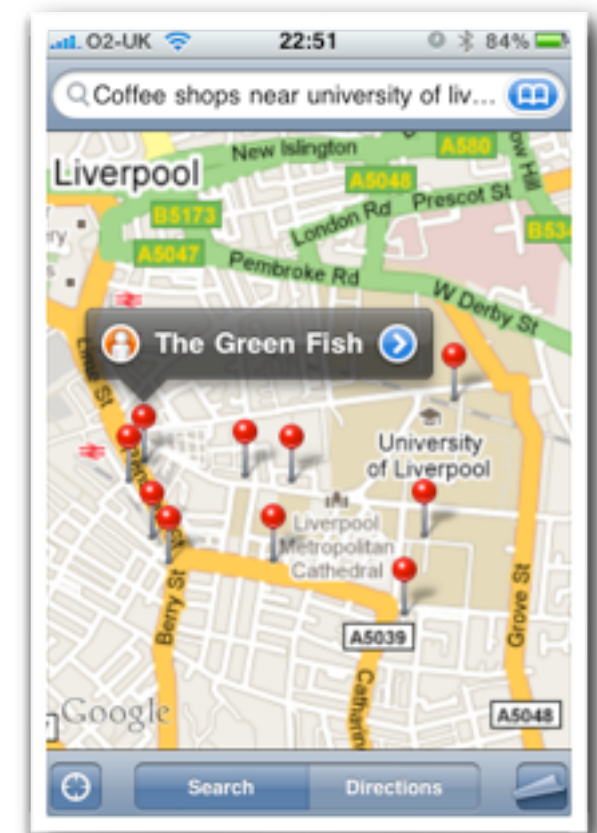 O2-UK 22:51 84%
Coffee shops near university of liv...
New Islington
A580
Liverpool
A5048
Prescot St
London Rd
B5173
A5047
Pembroke Rd
W Derby St
The Green Fish
Lime St
University
of Liverpool
Liverpool
Metropolitan
Cathedral
Berry St
Grove St
A5039
Google
A5048
Search Directions